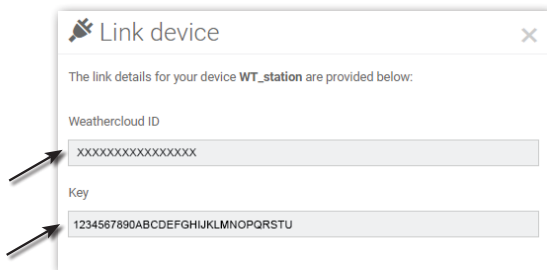 Link device
The link details for your device WT_station are provided below:
Weathercloud ID
XXXXXXXXXXXXXXXX
Key
1234567890ABCDEFGHIJKLMNOPQRSTU